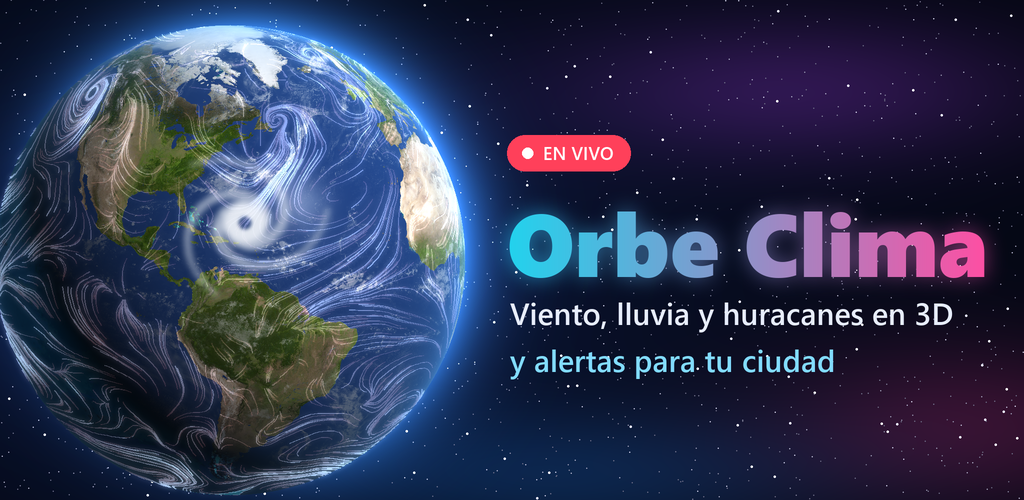 EN VIVO
Orbe Clima
Viento, lluvia y huracanes en 3D
y alertas para tu ciudad